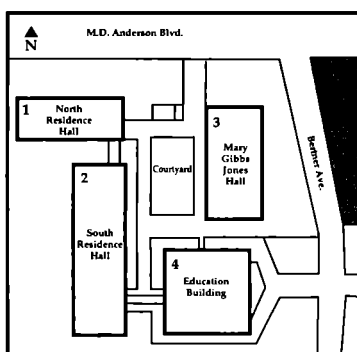 N
M.D. Anderson Blvd.
1
North
Residence
Hall
2
South
Residence
Hall
Courtyard
3
Mary
Gibbs
Jones
Hall
Bertner Ave.
4
Education
Building